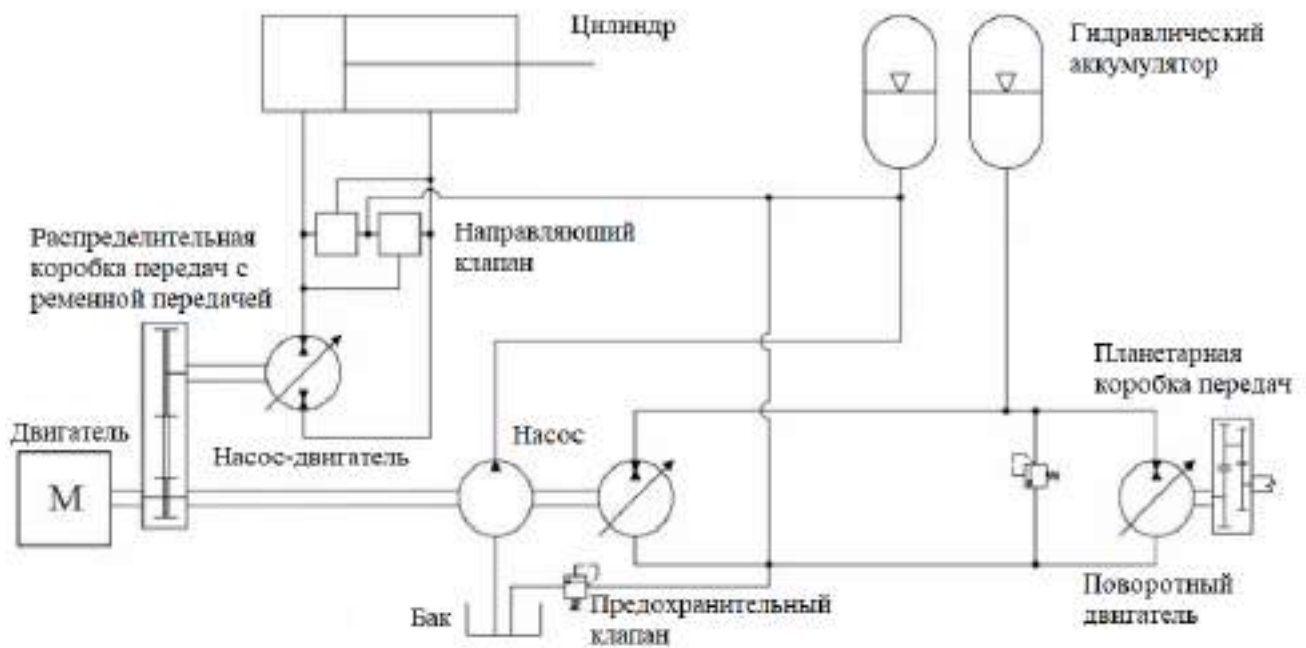 Цилиндр
Гидравлический
аккумулятор
Распределительная
коробка передач с
ременной передачей
Направляющий
клапан
Планетарная
коробка передач
Двигатель
Насос-двигатель
Насос
M
Бак
Предохранительный
клапан
Поворотный
двигатель